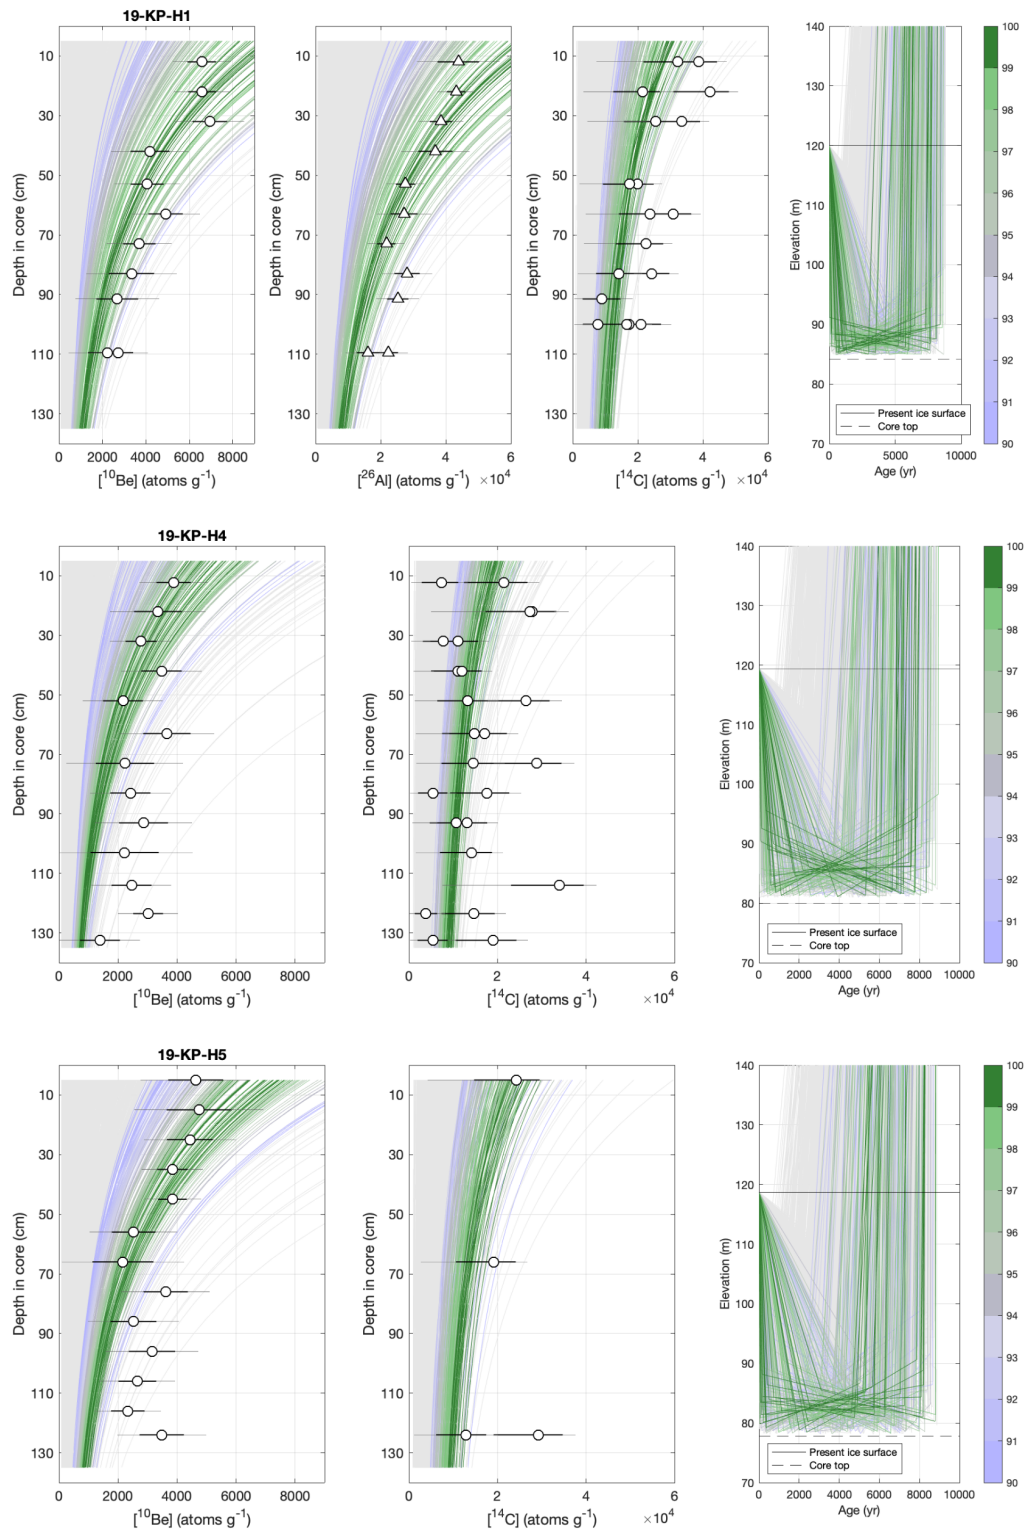 19-KP-H1
10
30
50
70
90
110
130
Depth in core (cm)
0 2000 4000 6000 8000
[10Be] (atoms g-1)
10
30
50
73
90
110
130
Depth in core (cm)
0 2 4 6
[26Al] (atoms g-1) ×10^4
10
30
53
73
91
110
130
Depth in core (cm)
0 2 4 6
[14C] (atoms g-1) ×10^4
140
130
120
110
100
90
80
70
Elevation (m)
Present ice surface
Core top
0 5000 10000
Age (yr)
100
99
98
97
96
95
94
93
92
91
90
19-KP-H4
10
30
50
73
93
114
130
Depth in core (cm)
0 2000 4000 6000 8000
[10Be] (atoms g-1)
10
30
50
73
90
110
130
Depth in core (cm)
0 2 4 6
[14C] (atoms g-1) ×10^4
140
130
120
110
100
90
80
70
Elevation (m)
Present ice surface
Core top
0 2000 4000 6000 8000 10000
Age (yr)
100
99
98
97
96
95
94
93
92
91
90
19-KP-H5
10
30
50
70
90
110
130
Depth in core (cm)
0 2000 4000 6000 8000
[10Be] (atoms g-1)
10
30
50
70
90
110
130
Depth in core (cm)
0 2 4 6
[14C] (atoms g-1) ×10^4
140
130
120
110
100
90
80
70
Elevation (m)
Present ice surface
Core top
0 2000 4000 6000 8000 10000
Age (yr)
100
99
98
97
96
95
94
93
92
91
90